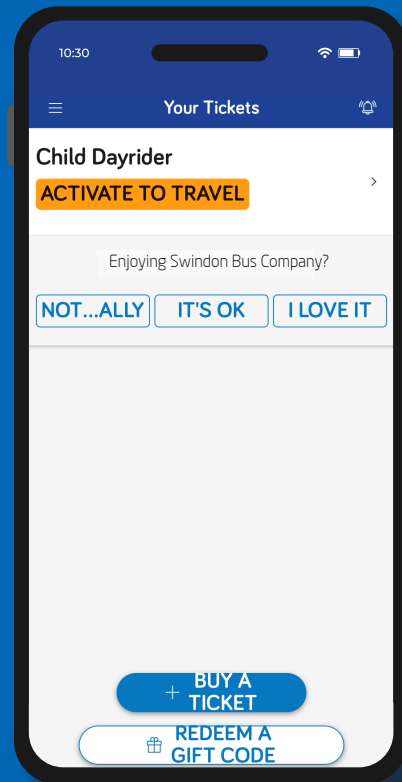 10:30
Your Tickets
Child Dayrider
ACTIVATE TO TRAVEL
Enjoying Swindon Bus Company?
NOT...ALLY IT'S OK I LOVE IT
BUY A
TICKET
REDEEM A
GIFT CODE